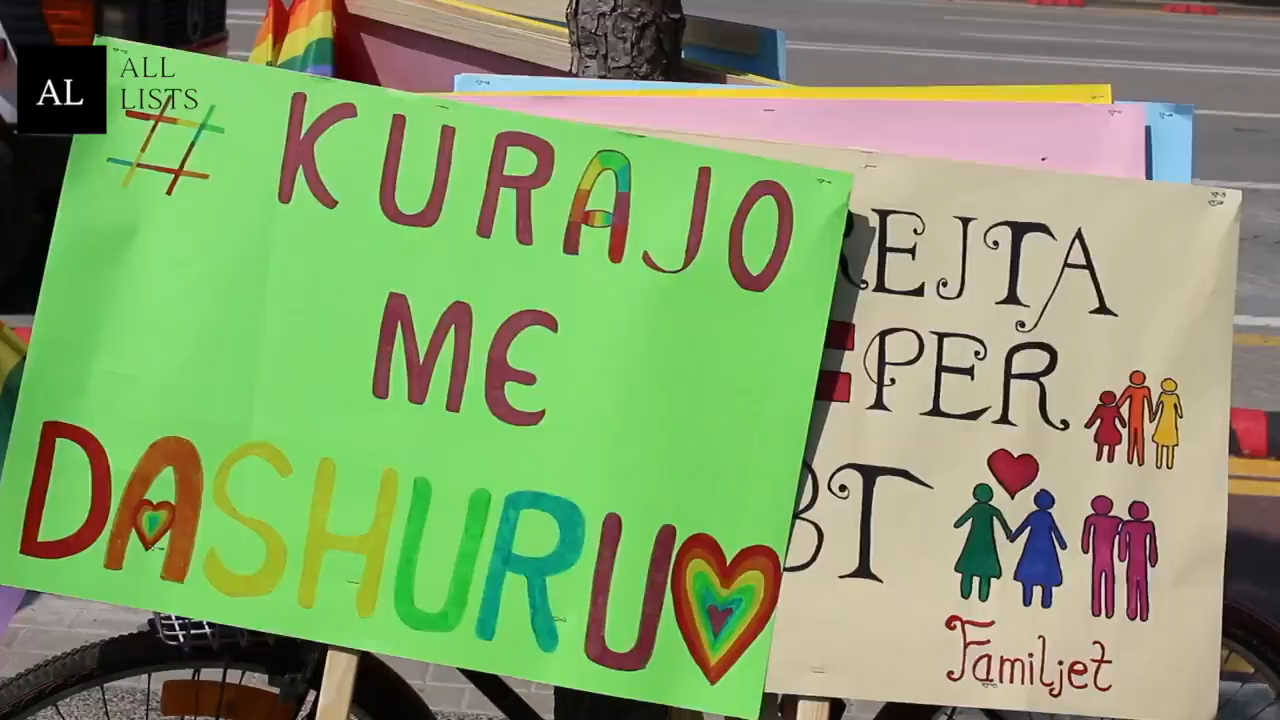 AL
ALL
LISTS
# KURAJO
ME
DASHURU
REJTA
= PER
BT
Familjet